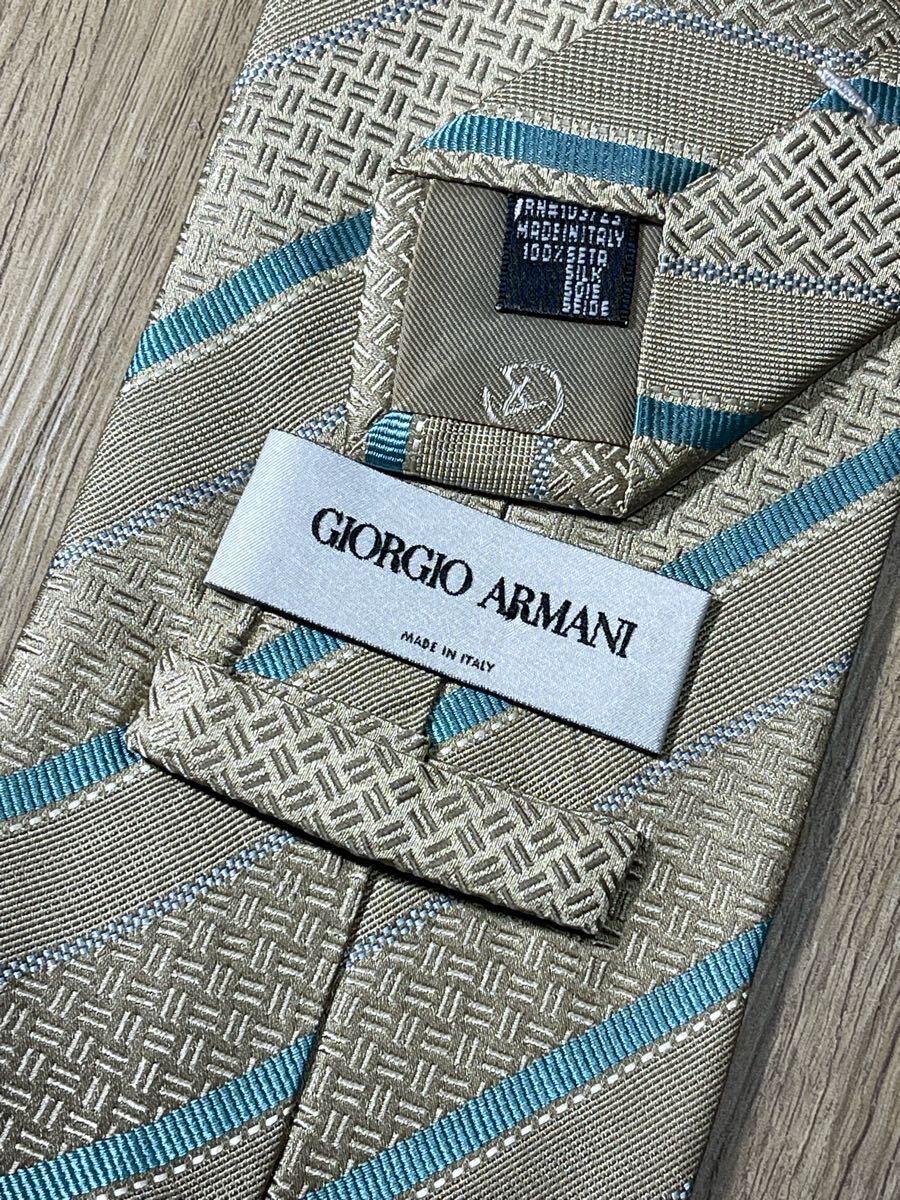 MADE IN ITALY
100% SETA
SILK
SOIE
SEIDE
GIORGIO ARMANI
MADE IN ITALY